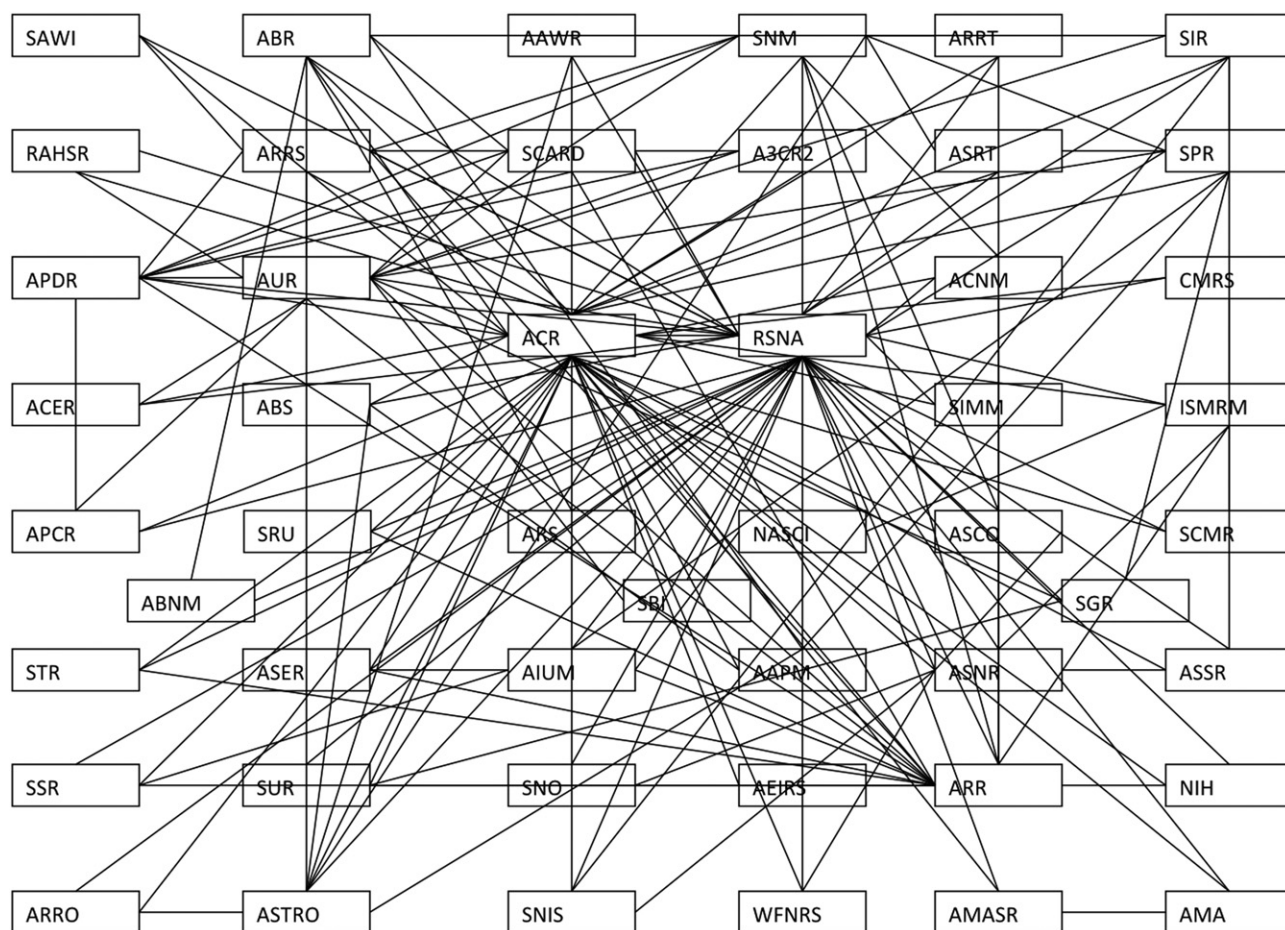 SAWI ABR AAWR SNM ARRT SIR
RAHSR ARRS SCARD A3CR2 ASRT SPR
APDR AUR ACNM CMRS
ACR RSNA
ACER ABS SIMM ISMRM
APCR SRU ARS NASCI ASCO SCMR
ABNM SBI SGR
STR ASER AIUM AAPM ASNR ASSR
SSR SUR SNO AEIRS ARR NIH
ARRO ASTRO SNIS WFNRS AMASR AMA